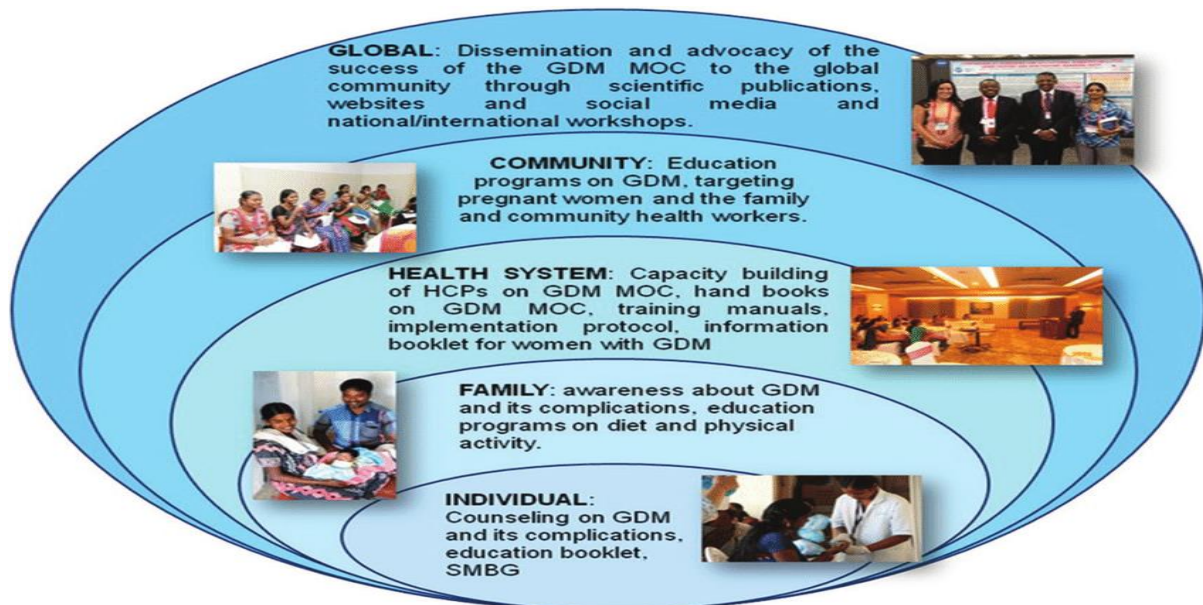 GLOBAL: Dissemination and advocacy of the
success of the GDM MOC to the global
community through scientific publications,
websites and social media and
national/international workshops.
COMMUNITY: Education
programs on GDM, targeting
pregnant women and the family
and community health workers.
HEALTH SYSTEM: Capacity building
of HCPs on GDM MOC, hand books
on GDM MOC, training manuals,
implementation protocol, information
booklet for women with GDM
FAMILY: awareness about GDM
and its complications, education
programs on diet and physical
activity.
INDIVIDUAL:
Counseling on GDM
and its complications,
education booklet,
SMBG